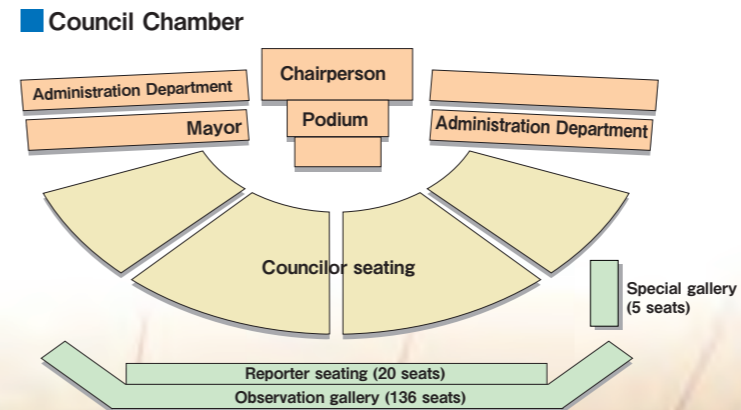 Council Chamber
Chairperson
Administration Department
Mayor
Podium
Administration Department
Councilor seating
Special gallery
(5 seats)
Reporter seating (20 seats)
Observation gallery (136 seats)